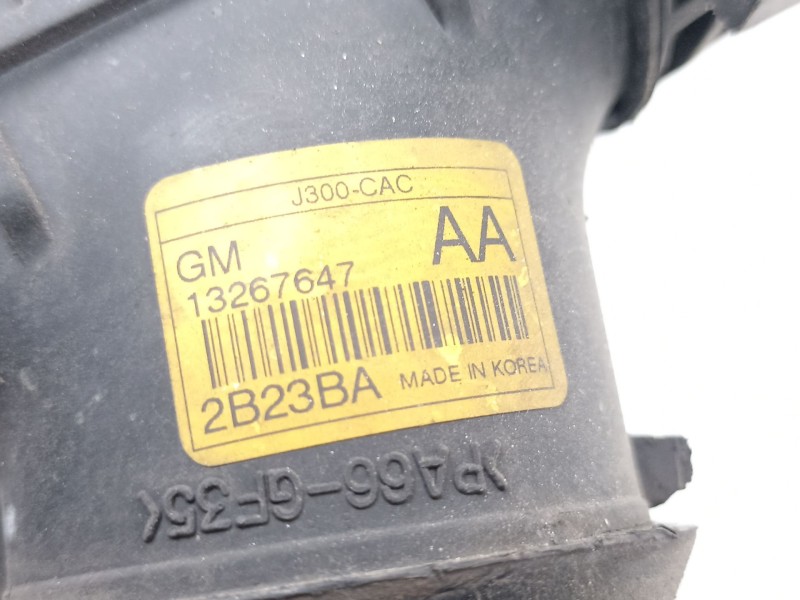 J300-CAC
GM AA
13267647
2B23BA MADE IN KOREA
>PA66-GF35<